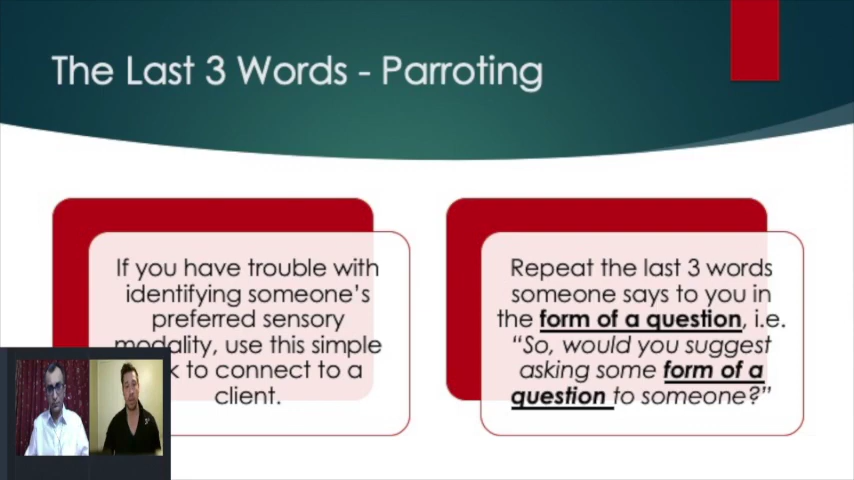 The Last 3 Words - Parroting
If you have trouble with
identifying someone's
preferred sensory
modality, use this simple
to connect to a
client.
Repeat the last 3 words
someone says to you in
the form of a question, i.e.
“So, would you suggest
asking some form of a
question to someone?”